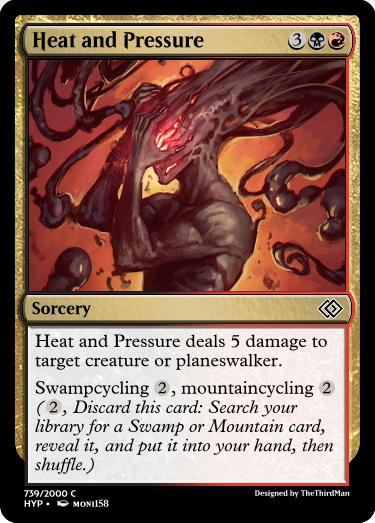 Heat and Pressure 3
Sorcery
Heat and Pressure deals 5 damage to
target creature or planeswalker.
Swampcycling 2, mountaincycling 2
(2, Discard this card: Search your
library for a Swamp or Mountain card,
reveal it, and put it into your hand, then
shuffle.)
739/2000 C
HYP • MONI158
Designed by TheThirdMan